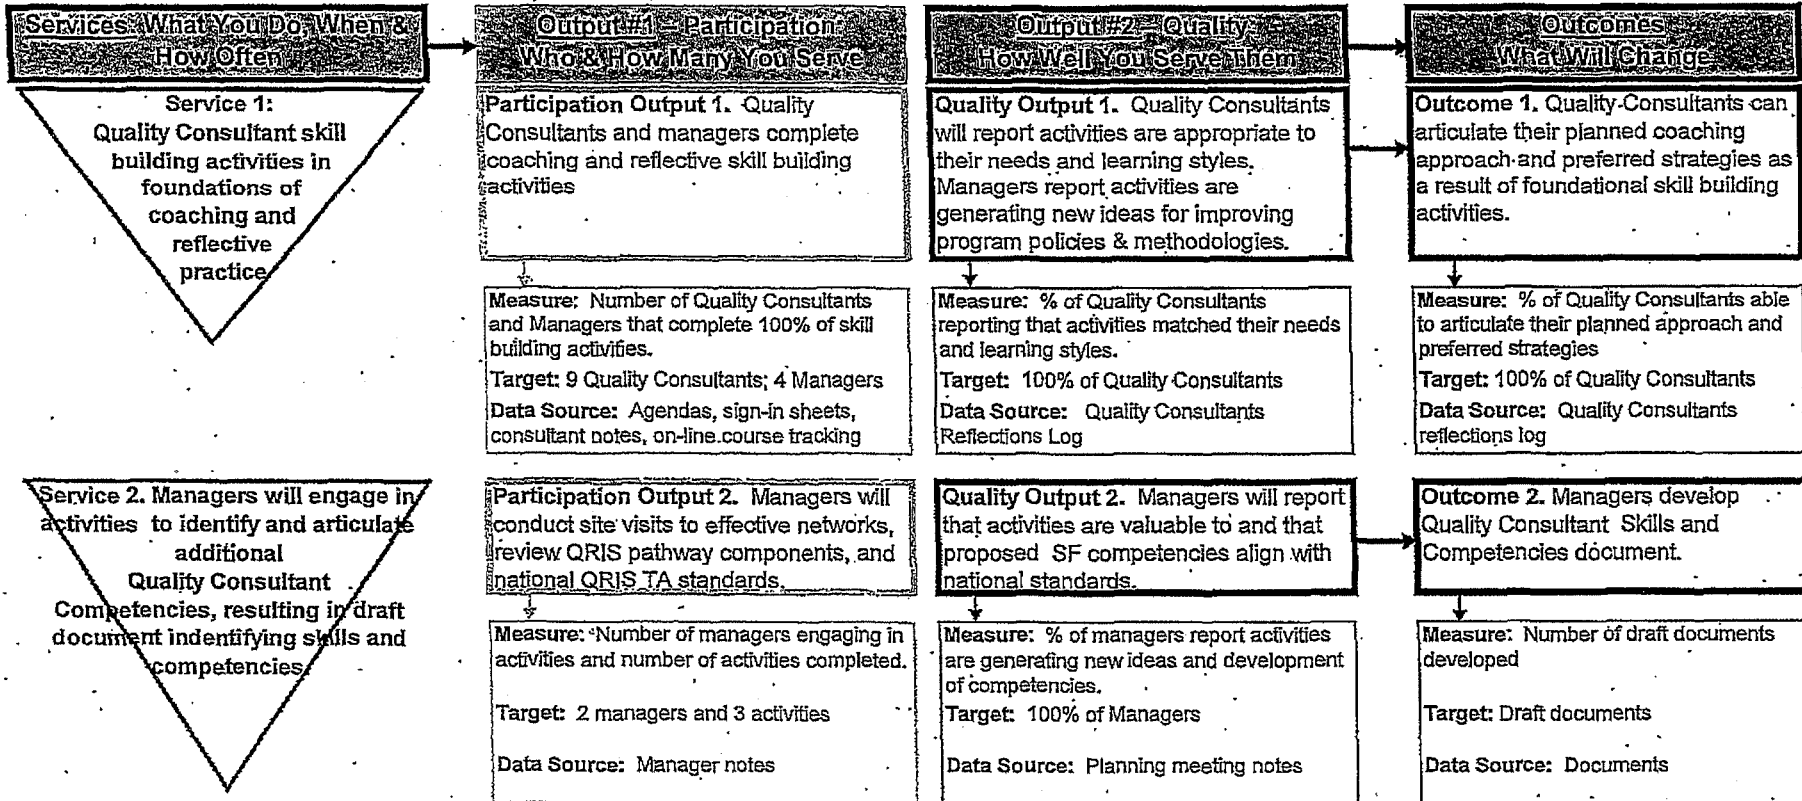 Services: What You Do, When &
How Often
Output #1 – Participation:
Who & How Many You Serve
Output #2 – Quality:
How Well You Serve Them
Outcomes
What Will Change
Service 1:
Quality Consultant skill
building activities in
foundations of
coaching and
reflective
practice
Participation Output 1. Quality
Consultants and managers complete
coaching and reflective skill building
activities
Quality Output 1. Quality Consultants
will report activities are appropriate to
their needs and learning styles.
Managers report activities are
generating new ideas for improving
program policies & methodologies.
Outcome 1. Quality Consultants can
articulate their planned coaching
approach and preferred strategies as
a result of foundational skill building
activities.
Measure: Number of Quality Consultants
and Managers that complete 100% of skill
building activities.
Target: 9 Quality Consultants; 4 Managers
Data Source: Agendas, sign-in sheets,
consultant notes, on-line course tracking
Measure: % of Quality Consultants
reporting that activities matched their needs
and learning styles.
Target: 100% of Quality Consultants
Data Source: Quality Consultants
Reflections Log
Measure: % of Quality Consultants able
to articulate their planned approach and
preferred strategies
Target: 100% of Quality Consultants
Data Source: Quality Consultants
reflections log
Service 2. Managers will engage in
activities to identify and articulate
additional
Quality Consultant
Competencies, resulting in draft
document indentifying skills and
competencies.
Participation Output 2. Managers will
conduct site visits to effective networks,
review QRIS pathway components, and
national QRIS TA standards.
Quality Output 2. Managers will report
that activities are valuable to and that
proposed SF competencies align with
national standards.
Outcome 2. Managers develop
Quality Consultant Skills and
Competencies document.
Measure: Number of managers engaging in
activities and number of activities completed.
Target: 2 managers and 3 activities
Data Source: Manager notes
Measure: % of managers report activities
are generating new ideas and development
of competencies.
Target: 100% of Managers
Data Source: Planning meeting notes
Measure: Number of draft documents
developed
Target: Draft documents
Data Source: Documents